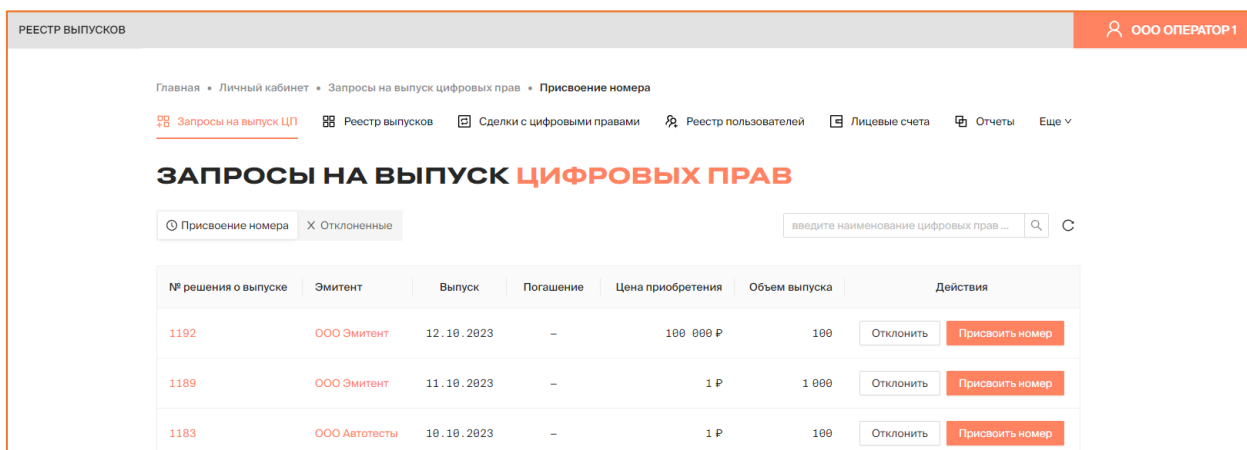 РЕЕСТР ВЫПУСКОВ ООО ОПЕРАТОР 1
Главная • Личный кабинет • Запросы на выпуск цифровых прав • Присвоение номера
Запросы на выпуск ЦП Реестр выпусков Сделки с цифровыми правами Реестр пользователей Лицевые счета Отчеты Еще
ЗАПРОСЫ НА ВЫПУСК ЦИФРОВЫХ ПРАВ
Присвоение номера Отклоненные введите наименование цифровых прав ...
№ решения о выпуске Эмитент Выпуск Погашение Цена приобретения Объем выпуска Действия
1192 ООО Эмитент 12.10.2023 – 100 000 ₽ 100 Отклонить Присвоить номер
1189 ООО Эмитент 11.10.2023 – 1 ₽ 1 000 Отклонить Присвоить номер
1183 ООО Автотесты 10.10.2023 – 1 ₽ 100 Отклонить Присвоить номер